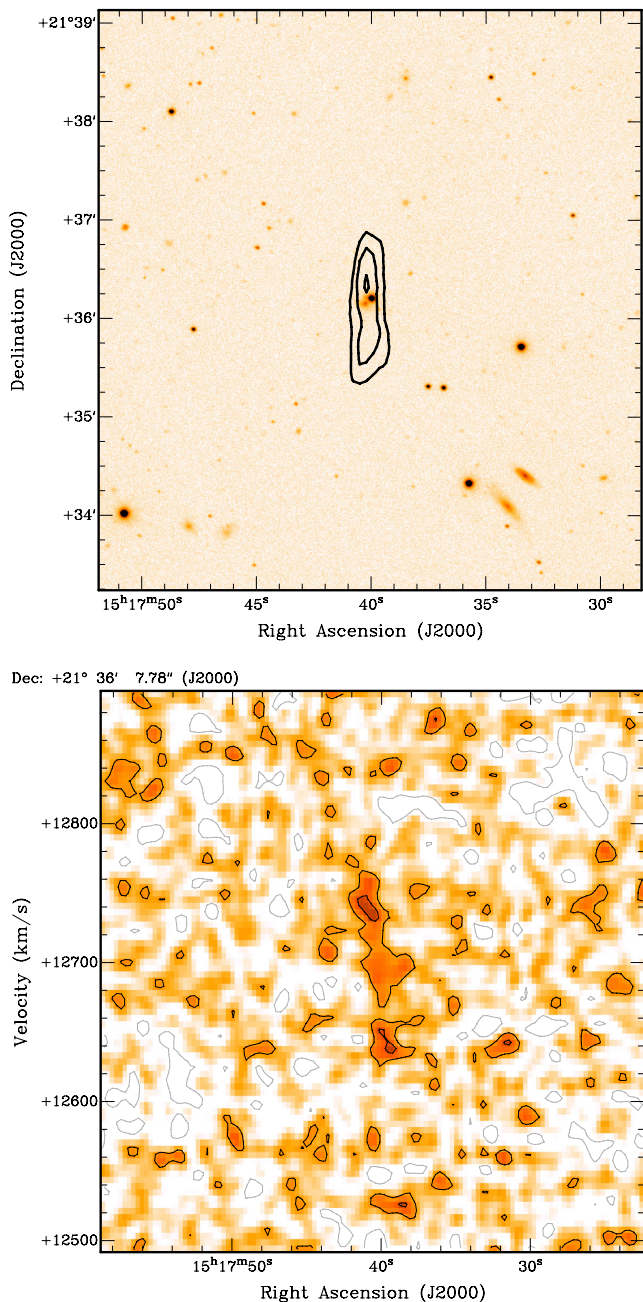 +21°39′
+38′
+37′
+36′
+35′
+34′
Declination (J2000)
15ʰ17ᵐ50ˢ 45ˢ 40ˢ 35ˢ 30ˢ
Right Ascension (J2000)
Dec: +21° 36′ 7.78″ (J2000)
+12800
+12700
+12600
+12500
Velocity (km/s)
15ʰ17ᵐ50ˢ 40ˢ 30ˢ
Right Ascension (J2000)